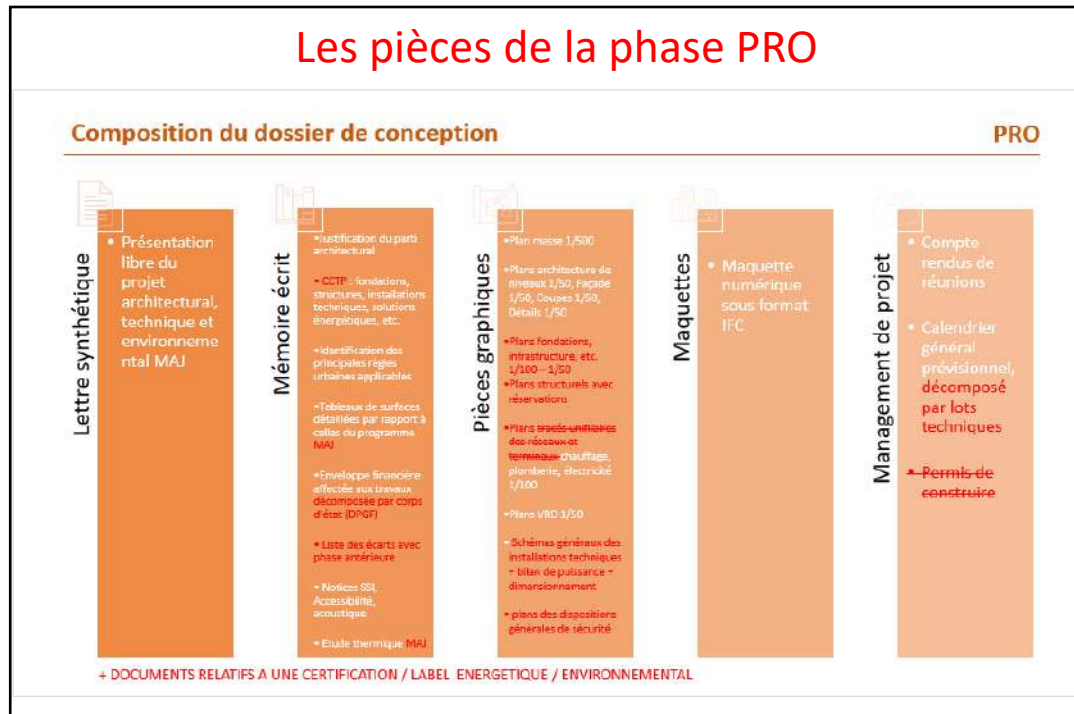 Les pièces de la phase PRO
Composition du dossier de conception
PRO
Lettre synthétique
• Présentation
libre du
projet
architectural,
technique et
environneme
ntal MAJ
Mémoire écrit
•Justification du parti
architectural
• CCTP : fondations,
structures, installations
techniques, solutions
énergétiques, etc.
•Identification des
principales règles
urbaines applicables
•Tableaux de surfaces
détaillées par rapport à
celles du programme
MAJ
•Enveloppe financière
affectée aux travaux
décomposée par corps
d'état (DPGF)
• Liste des écarts avec
phase antérieure
• Notices SSI,
Accessibilité,
acoustique
• Etude thermique MAJ
Pièces graphiques
•Plan masse 1/500
•Plans architecture de
niveaux 1/50, Façade
1/50, Coupes 1/50,
Détails 1/50
•Plans fondations,
infrastructure, etc.
1/100 – 1/50
•Plans structurels avec
réservations
•Plans tracés unifilaires
des réseaux et
terminaux chauffage,
plomberie, électricité
1/100
•Plans VRD 1/50
• Schémas généraux des
installations techniques
+ bilan de puissance +
dimensionnement
• plans des dispositions
générales de sécurité
Maquettes
• Maquette
numérique
sous format
IFC
Management de projet
• Compte
rendus de
réunions
• Calendrier
général
prévisionnel,
décomposé
par lots
techniques
• Permis de
construire
+ DOCUMENTS RELATIFS A UNE CERTIFICATION / LABEL ENERGETIQUE / ENVIRONNEMENTAL